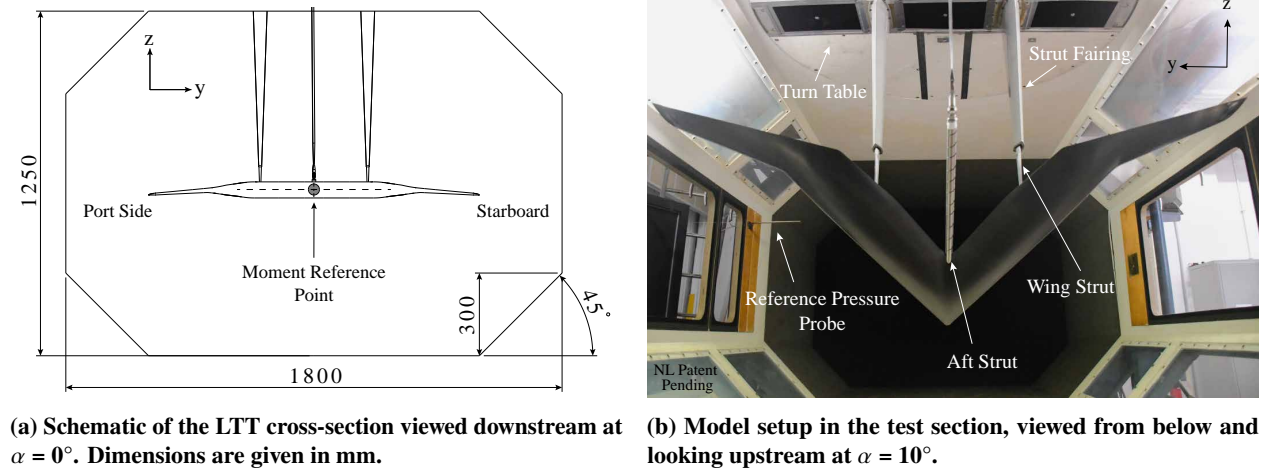 z
y
1250
Port Side
Starboard
Moment Reference
Point
300
45°
1800
(a) Schematic of the LTT cross-section viewed downstream at
α = 0°. Dimensions are given in mm.
z
y
Strut Fairing
Turn Table
Wing Strut
Reference Pressure
Probe
Aft Strut
NL Patent
Pending
(b) Model setup in the test section, viewed from below and
looking upstream at α = 10°.